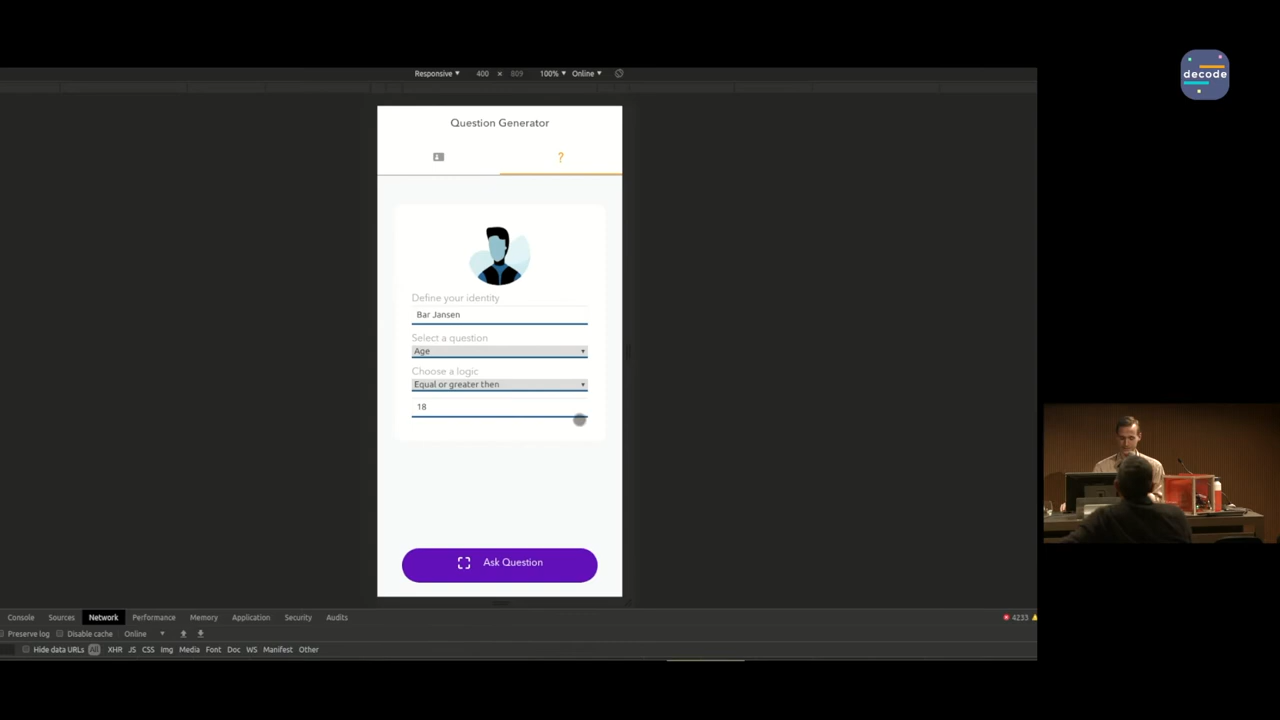 decode
Responsive ▾ 400 × 809 100% ▾ Online ▾
Question Generator
?
Define your identity
Bar Jansen
Select a question
Age
Choose a logic
Equal or greater then
18
Ask Question
Console Sources Network Performance Memory Application Security Audits 4233
Preserve log Disable cache Online
Hide data URLs All XHR JS CSS Img Media Font Doc WS Manifest Other